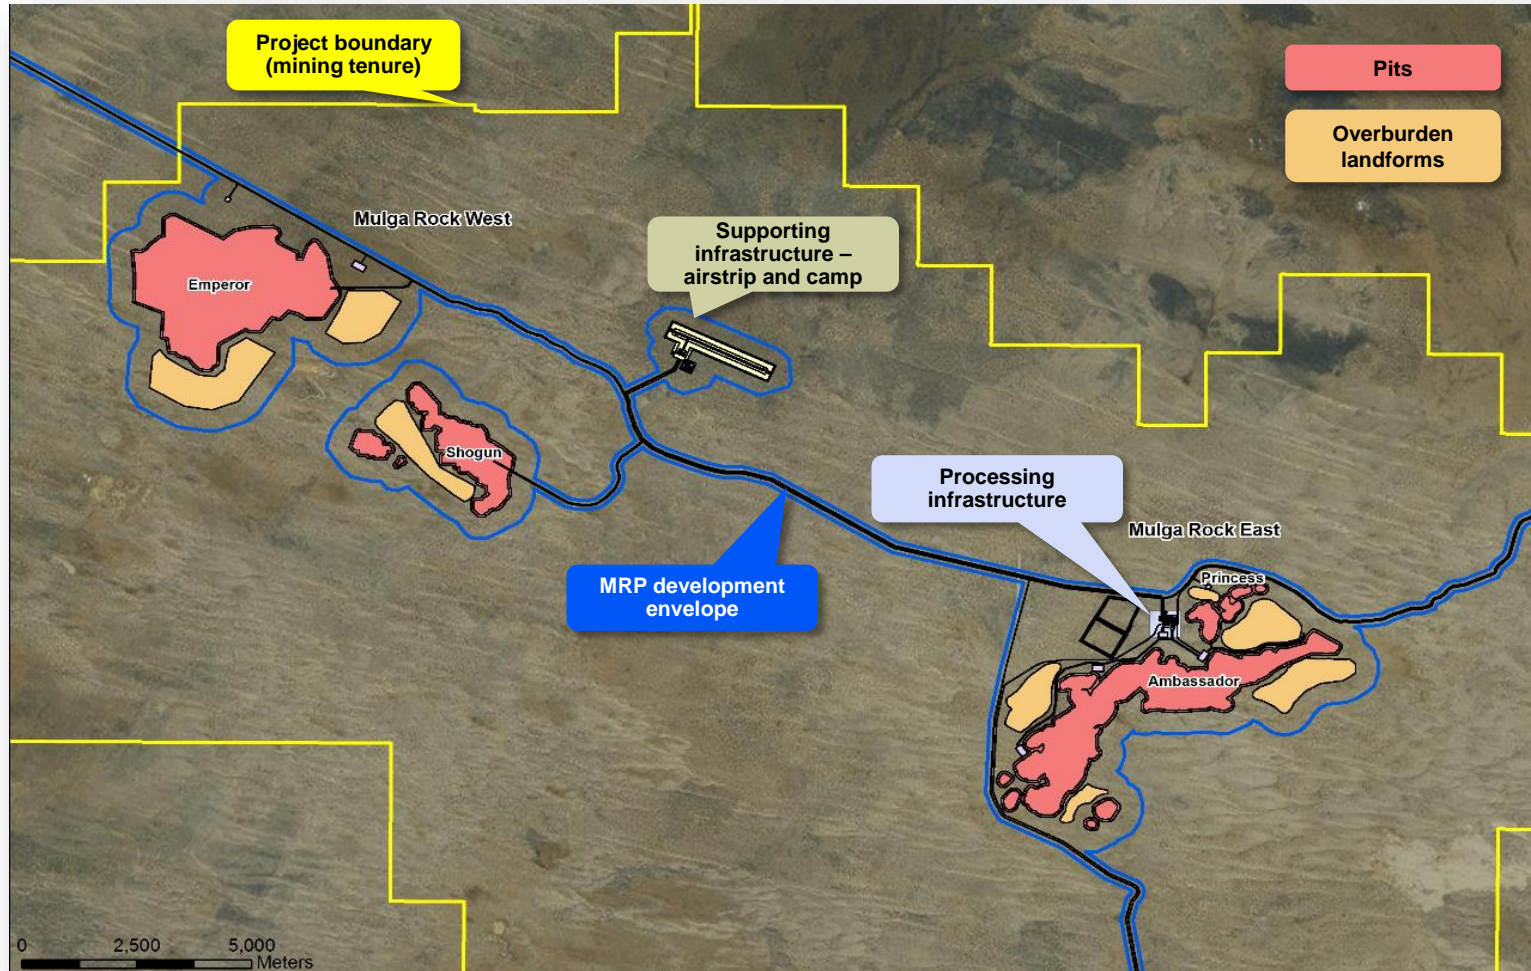 Project boundary
(mining tenure)
Pits
Overburden
landforms
Mulga Rock West
Supporting
infrastructure –
airstrip and camp
Emperor
Shogun
Processing
infrastructure
Mulga Rock East
MRP development
envelope
Princess
Ambassador
0 2,500 5,000
Meters